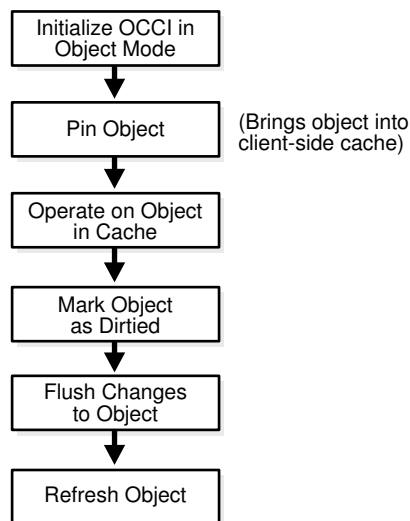 Initialize OCCI in
Object Mode
Pin Object
(Brings object into
client-side cache)
Operate on Object
in Cache
Mark Object
as Dirtied
Flush Changes
to Object
Refresh Object